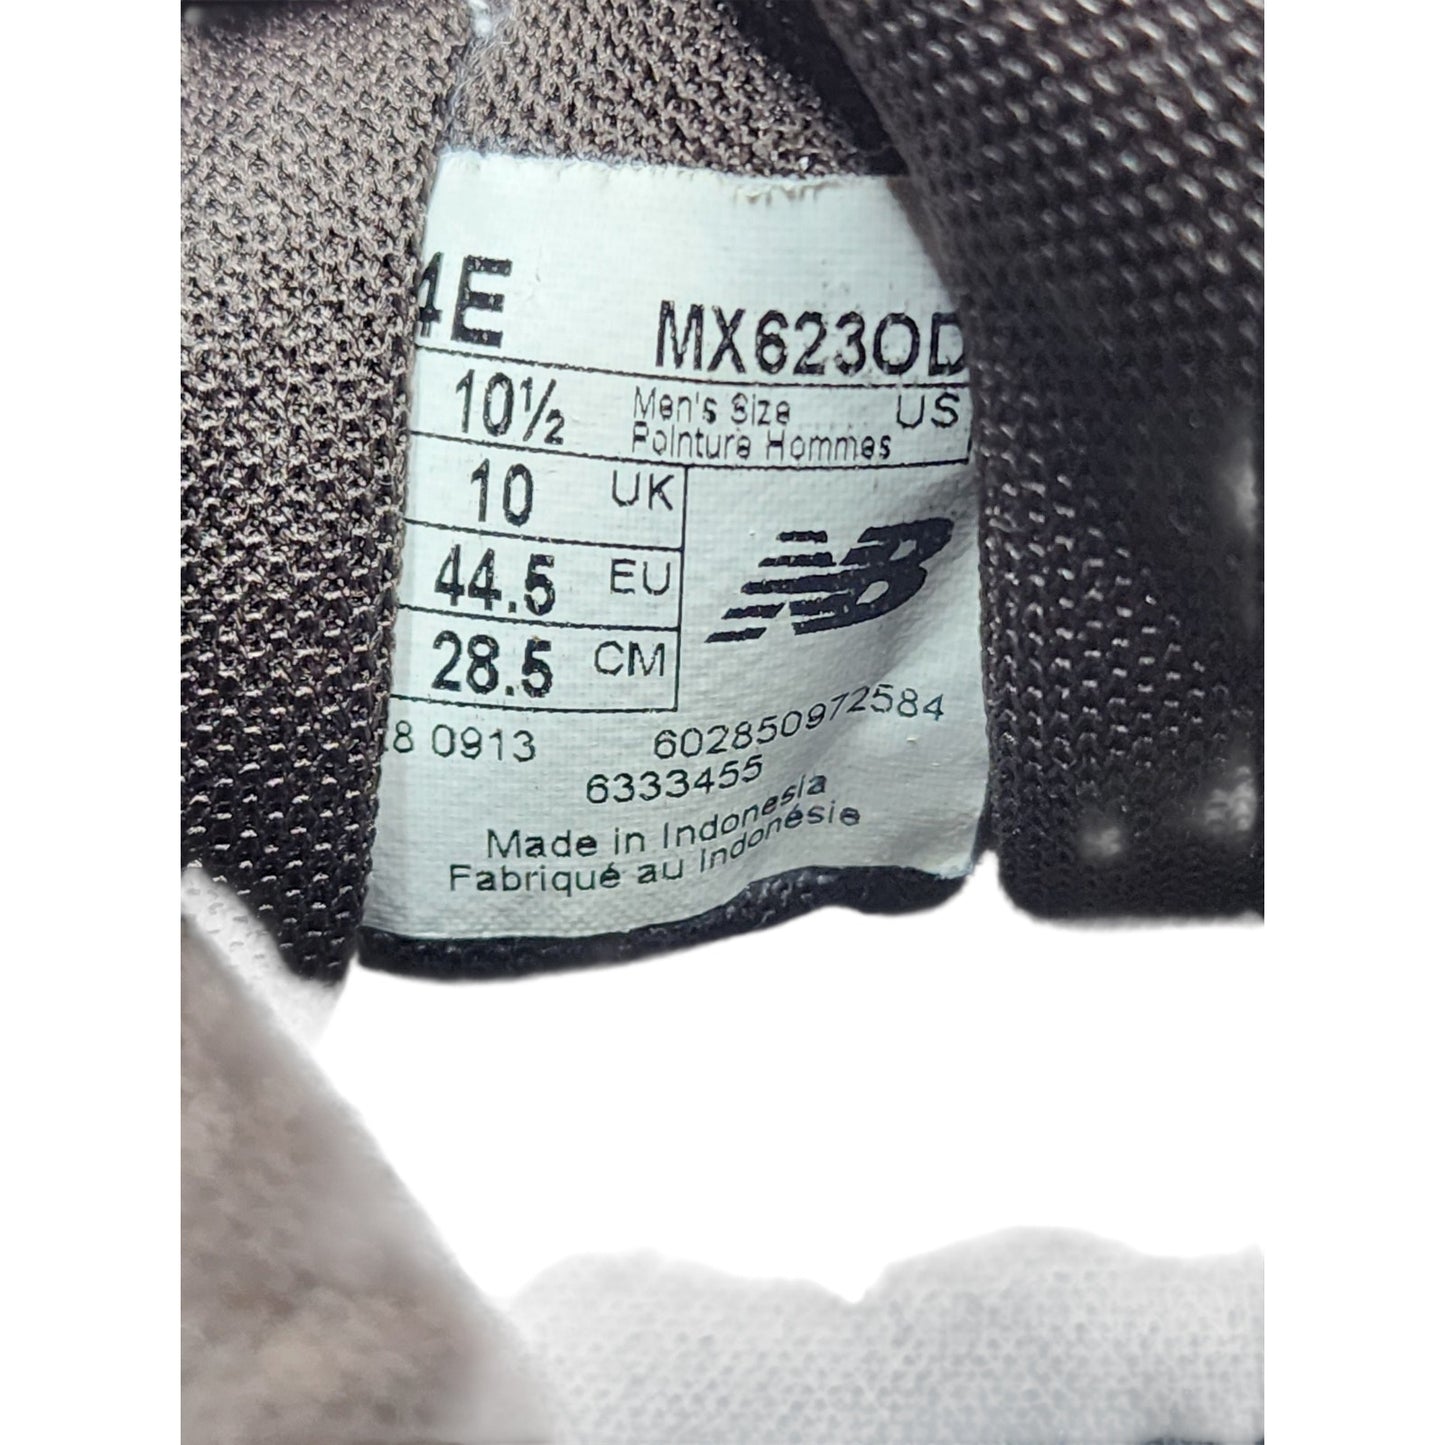 4E MX623OD
10½ Men's Size US
Pointure Hommes
10 UK
44.5 EU
NB
28.5 CM
8 0913 602850972584
6333455
Made in Indonesia
Fabriqué au Indonésie